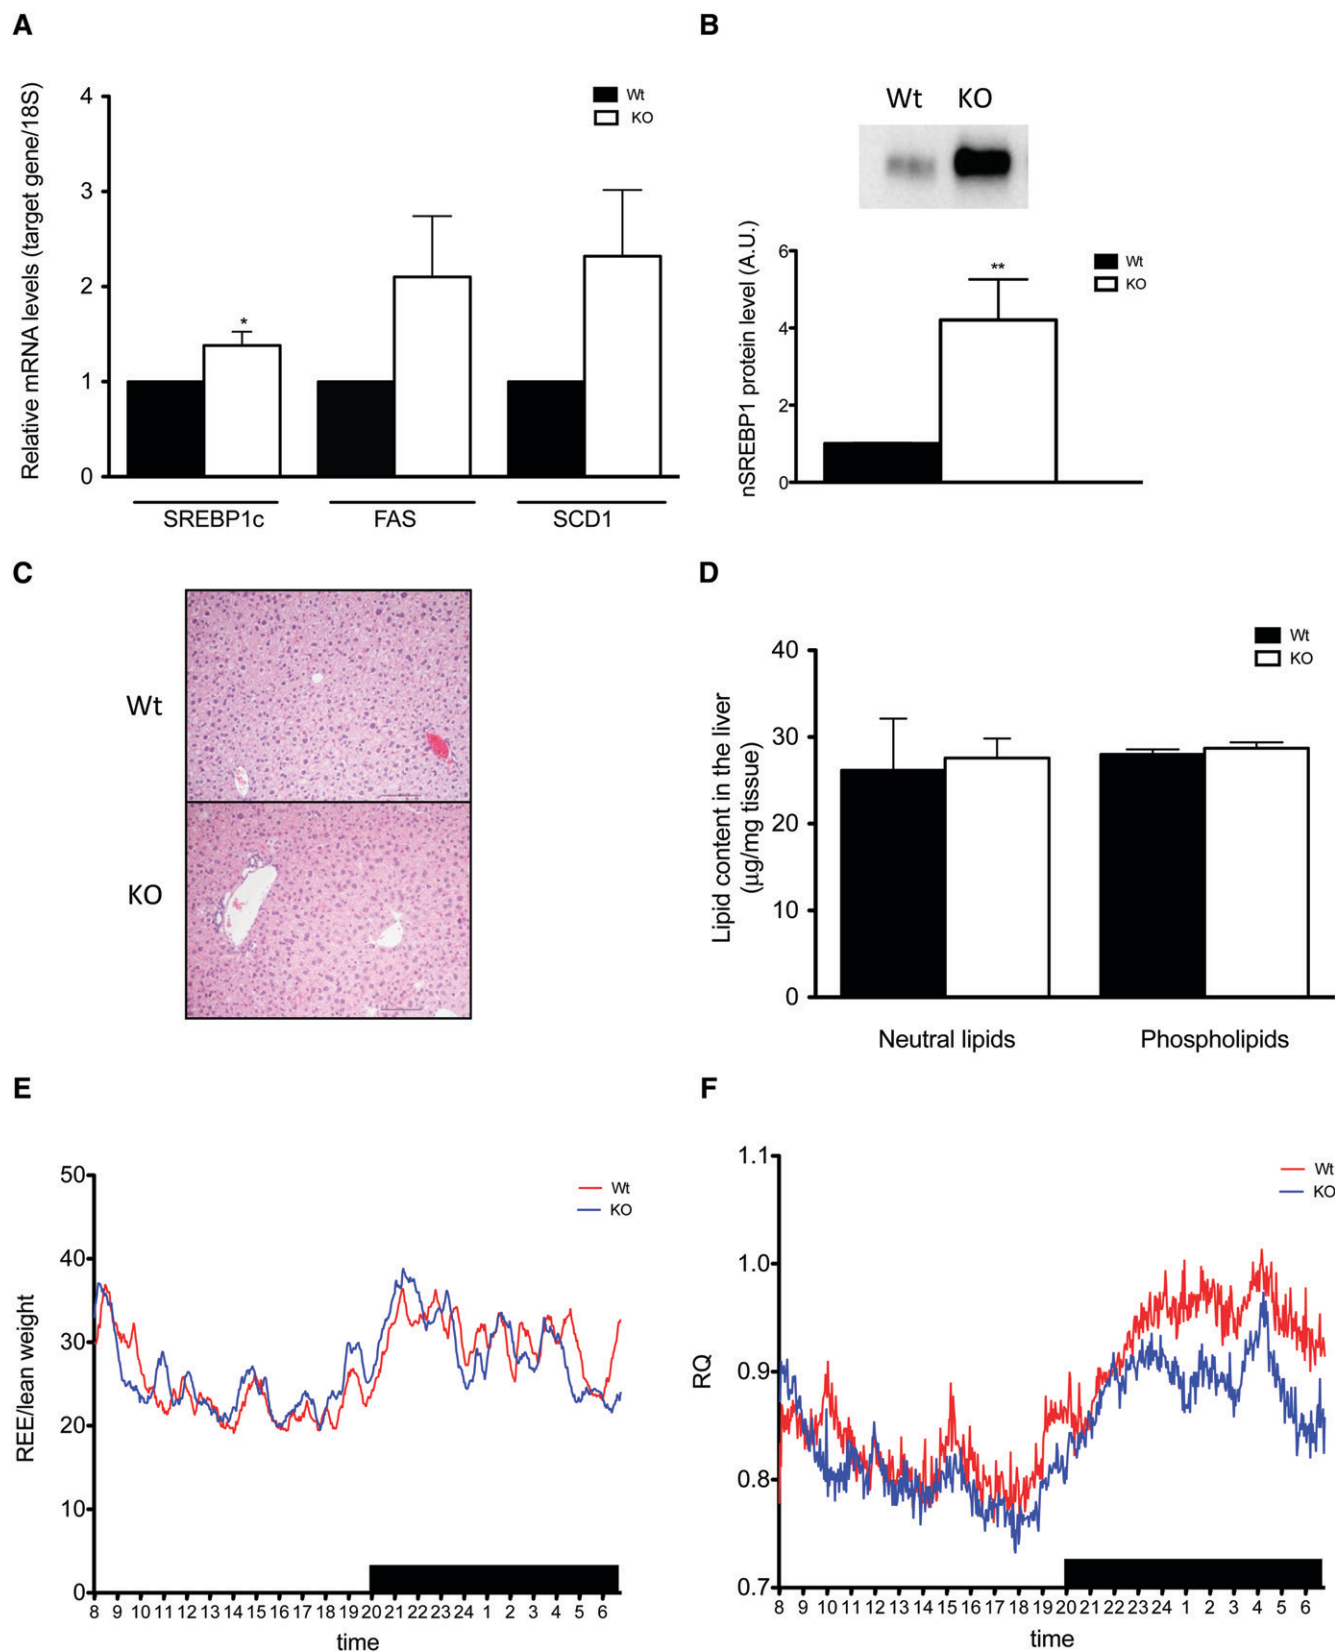 A
Relative mRNA levels (target gene/18S)
4
3
2
1
0
Wt
KO
*
SREBP1c FAS SCD1
B
Wt KO
nSREBP1 protein level (A.U.)
6
4
2
0
**
Wt
KO
C
Wt
KO
D
Lipid content in the liver
(µg/mg tissue)
40
30
20
10
0
Wt
KO
Neutral lipids Phospholipids
E
REE/lean weight
50
40
30
20
10
0
Wt
KO
8 9 10 11 12 13 14 15 16 17 18 19 20 21 22 23 24 1 2 3 4 5 6
time
F
RQ
1.1
1.0
0.9
0.8
0.7
Wt
KO
8 9 10 11 12 13 14 15 16 17 18 19 20 21 22 23 24 1 2 3 4 5 6
time